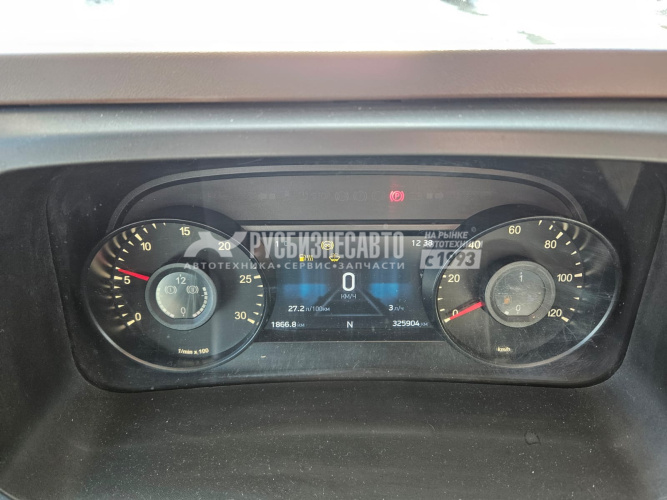 РУСБИЗНЕСАВТО
АВТОТЕХНИКА•СЕРВИС•ЗАПЧАСТИ
НА РЫНКЕ
АВТОТЕХНИКИ
с 1993
12:38
0
КМ/Ч
27.2 л/100км
3 л/ч
1866.8 км
N
325904 км
0 5 10 15 20 25 30
12
0
r/min x 100
0 20 40 60 80 100 120
1
0
km/h
P